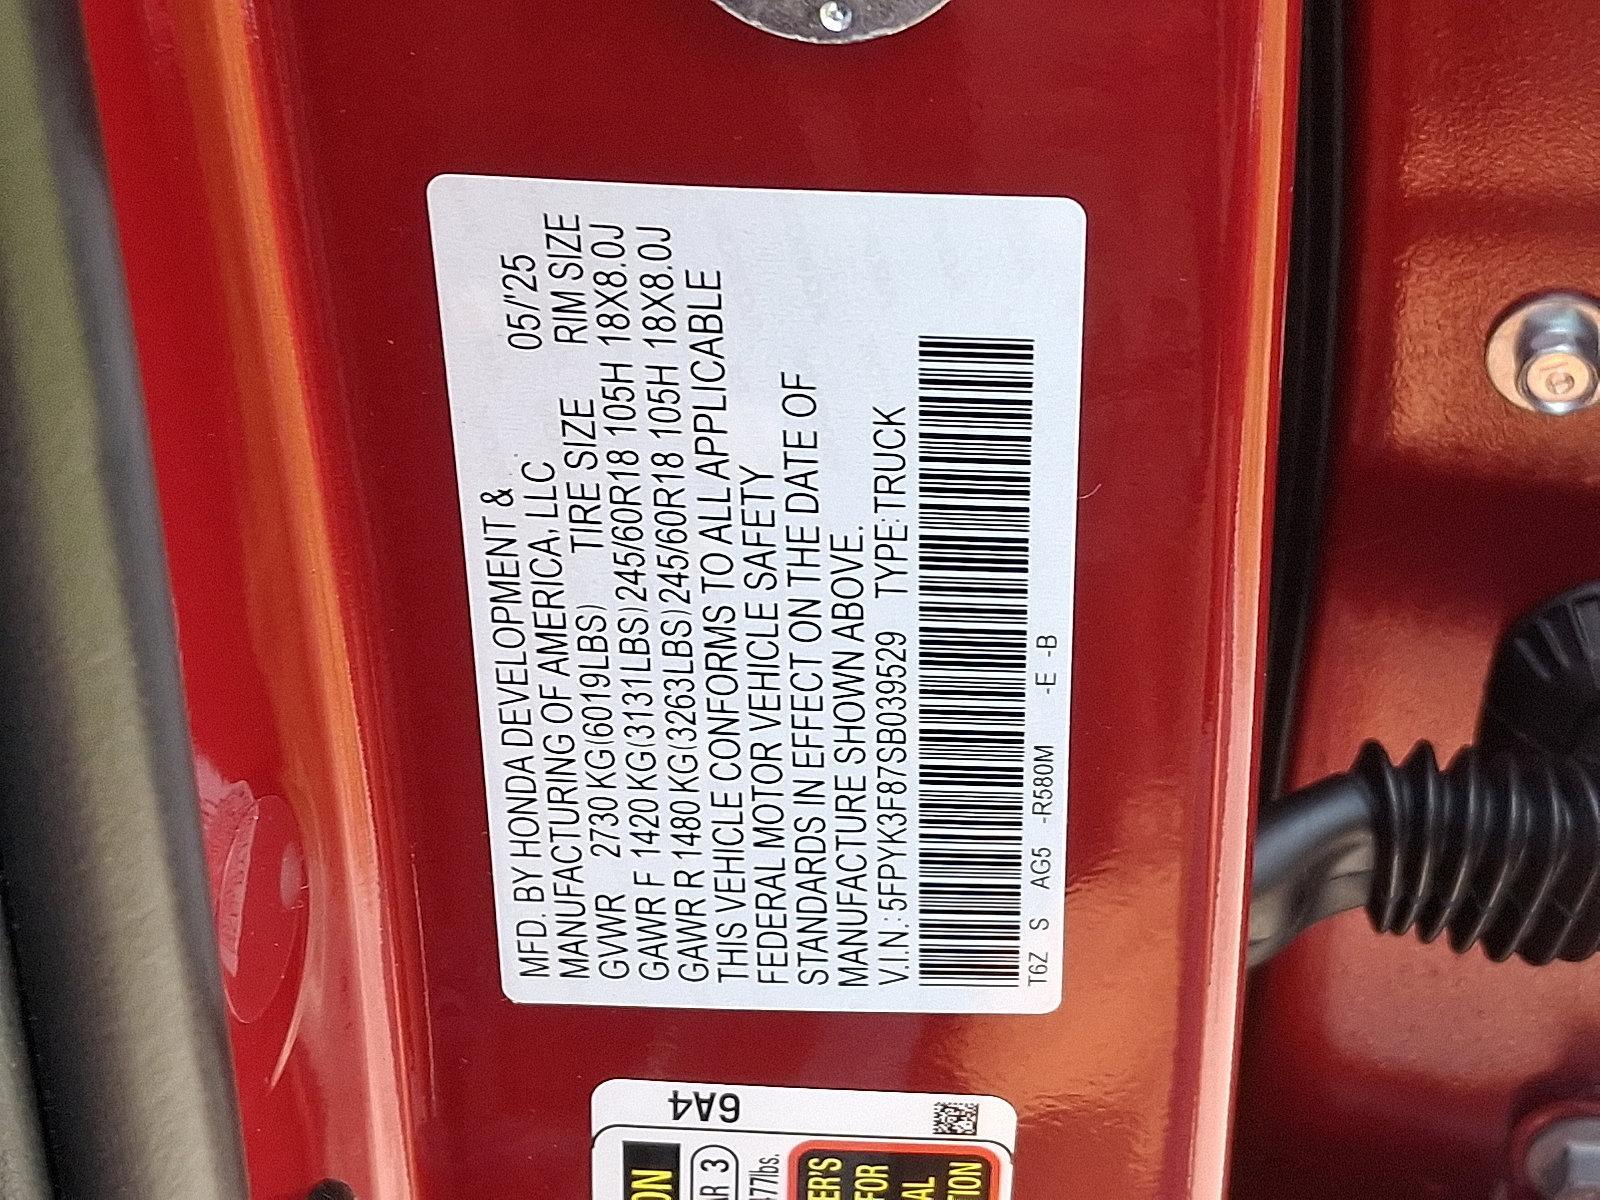 MFD. BY HONDA DEVELOPMENT &
MANUFACTURING OF AMERICA, LLC 05/'25
GVWR 2730KG(6019LBS) TIRE SIZE RIM SIZE
GAWR F 1420KG(3131LBS) 245/60R18 105H 18X8.0J
GAWR R 1480KG(3263LBS) 245/60R18 105H 18X8.0J
THIS VEHICLE CONFORMS TO ALL APPLICABLE
FEDERAL MOTOR VEHICLE SAFETY
STANDARDS IN EFFECT ON THE DATE OF
MANUFACTURE SHOWN ABOVE.
V.I.N.: 5FPYK3F87SB039529 TYPE:TRUCK
T6Z S AG5 -R580M -E -B
6A4
3